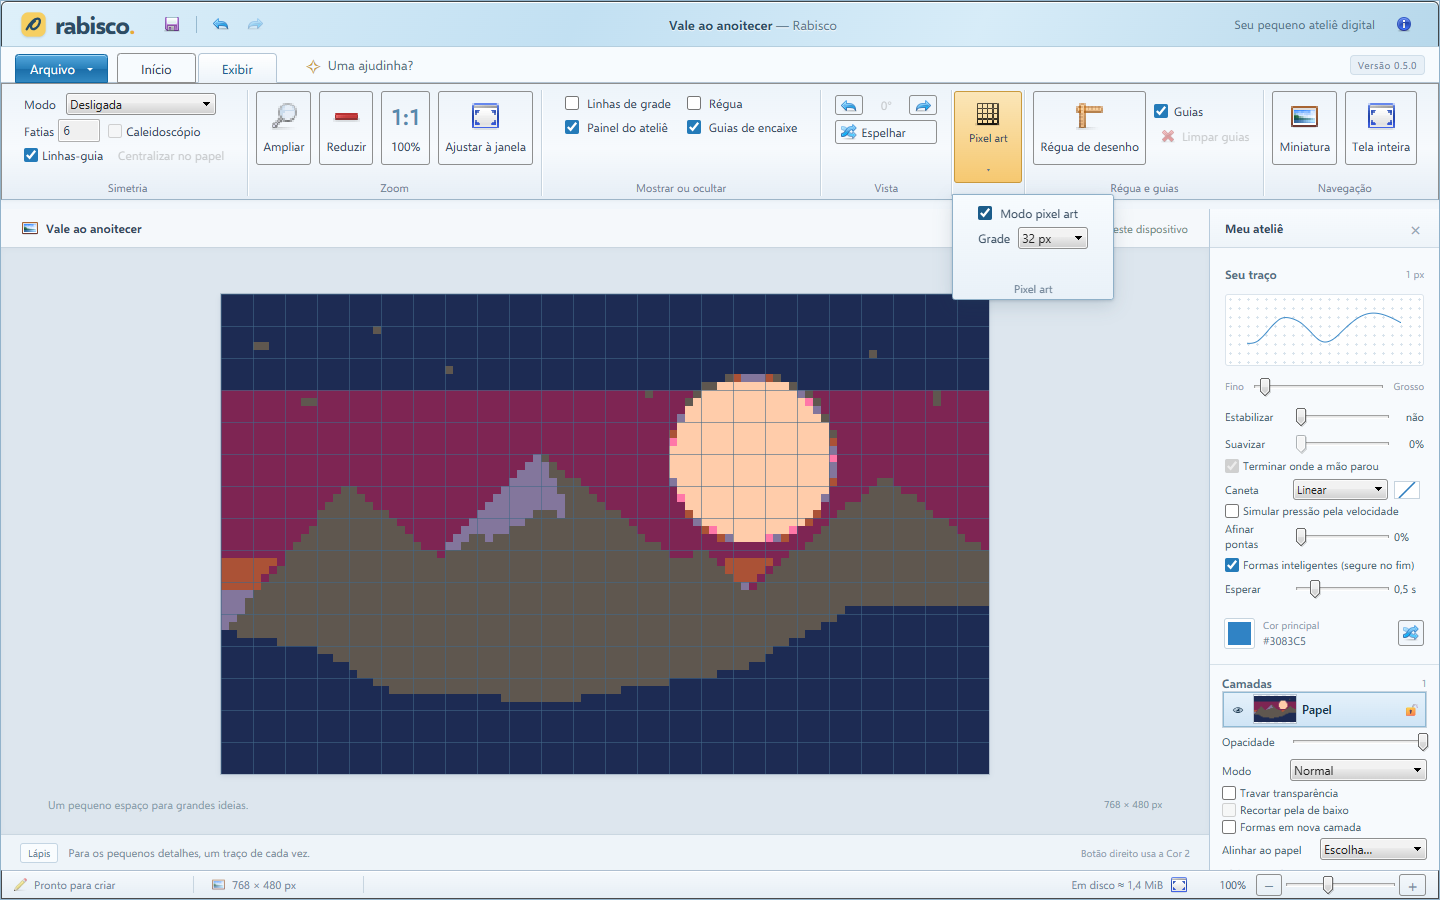 rabisco.
Vale ao anoitecer — Rabisco
Seu pequeno ateliê digital
Arquivo
Início
Exibir
Uma ajudinha?
Versão 0.5.0
Modo
Desligada
Fatias
6
Caleidoscópio
Linhas-guia
Centralizar no papel
Simetria
Ampliar
Reduzir
1:1
100%
Ajustar à janela
Zoom
Linhas de grade
Régua
Painel do ateliê
Guias de encaixe
Mostrar ou ocultar
0°
Espelhar
Vista
Pixel art
Régua de desenho
Guias
Limpar guias
Régua e guias
Miniatura
Tela inteira
Navegação
Vale ao anoitecer
este dispositivo
Modo pixel art
Grade
32 px
Pixel art
Meu ateliê
Seu traço
1 px
Fino
Grosso
Estabilizar
não
Suavizar
0%
Terminar onde a mão parou
Caneta
Linear
Simular pressão pela velocidade
Afinar
pontas
0%
Formas inteligentes (segure no fim)
Esperar
0,5 s
Cor principal
#3083C5
Camadas
1
Papel
Opacidade
Modo
Normal
Travar transparência
Recortar pela de baixo
Formas em nova camada
Alinhar ao papel
Escolha...
Um pequeno espaço para grandes ideias.
768 × 480 px
Lápis
Para os pequenos detalhes, um traço de cada vez.
Botão direito usa a Cor 2
Pronto para criar
768 × 480 px
Em disco ≈ 1,4 MiB
100%